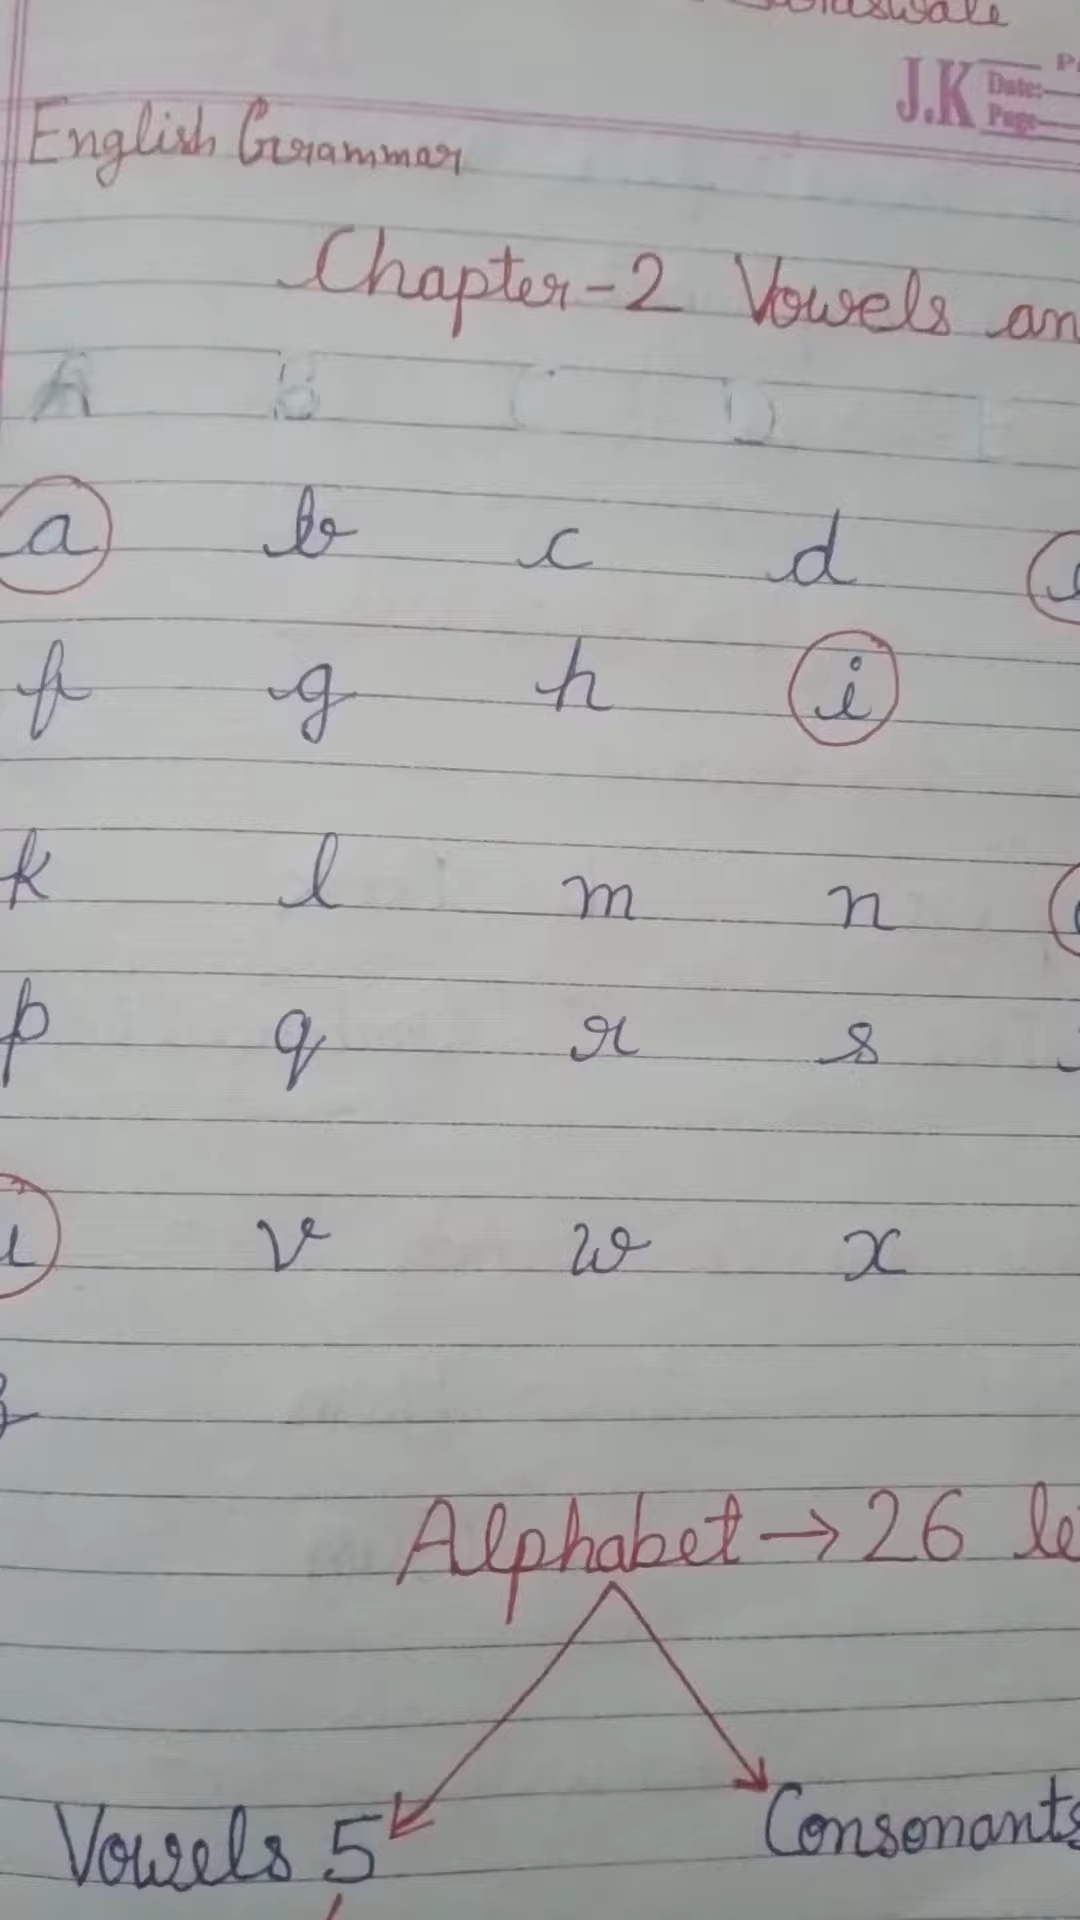 J.K Date:
Page
English Grammar
Chapter-2 Vowels an
A B C D
a b c d
f g h i
k l m n
p q r s
u v w x
z
Alphabet → 26 le
Vowels 5 Consonants